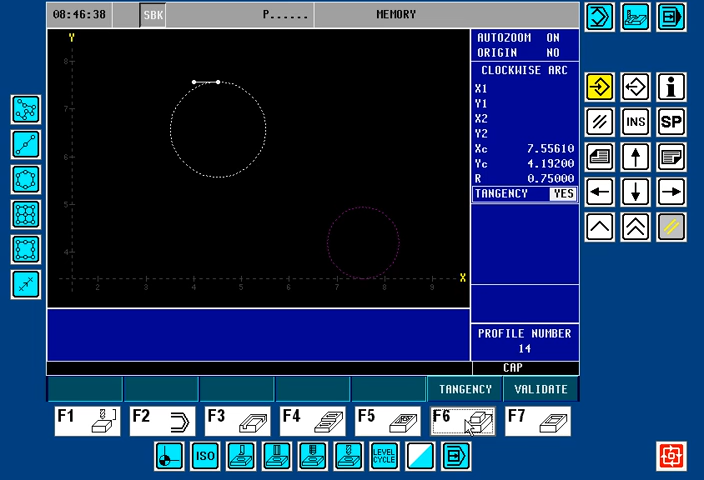 08:46:38 SBK P...... MEMORY
AUTOZOOM ON
ORIGIN NO
CLOCKWISE ARC
X1
Y1
X2
Y2
Xc 7.55610
Yc 4.19200
R 0.75000
TANGENCY YES
Y
8
7
6
5
4
2 3 4 5 6 7 8 9 X
PROFILE NUMBER
14
CAP
TANGENCY VALIDATE
F1 F2 F3 F4 F5 F6 F7
ISO LEVEL CYCLE
INS SP